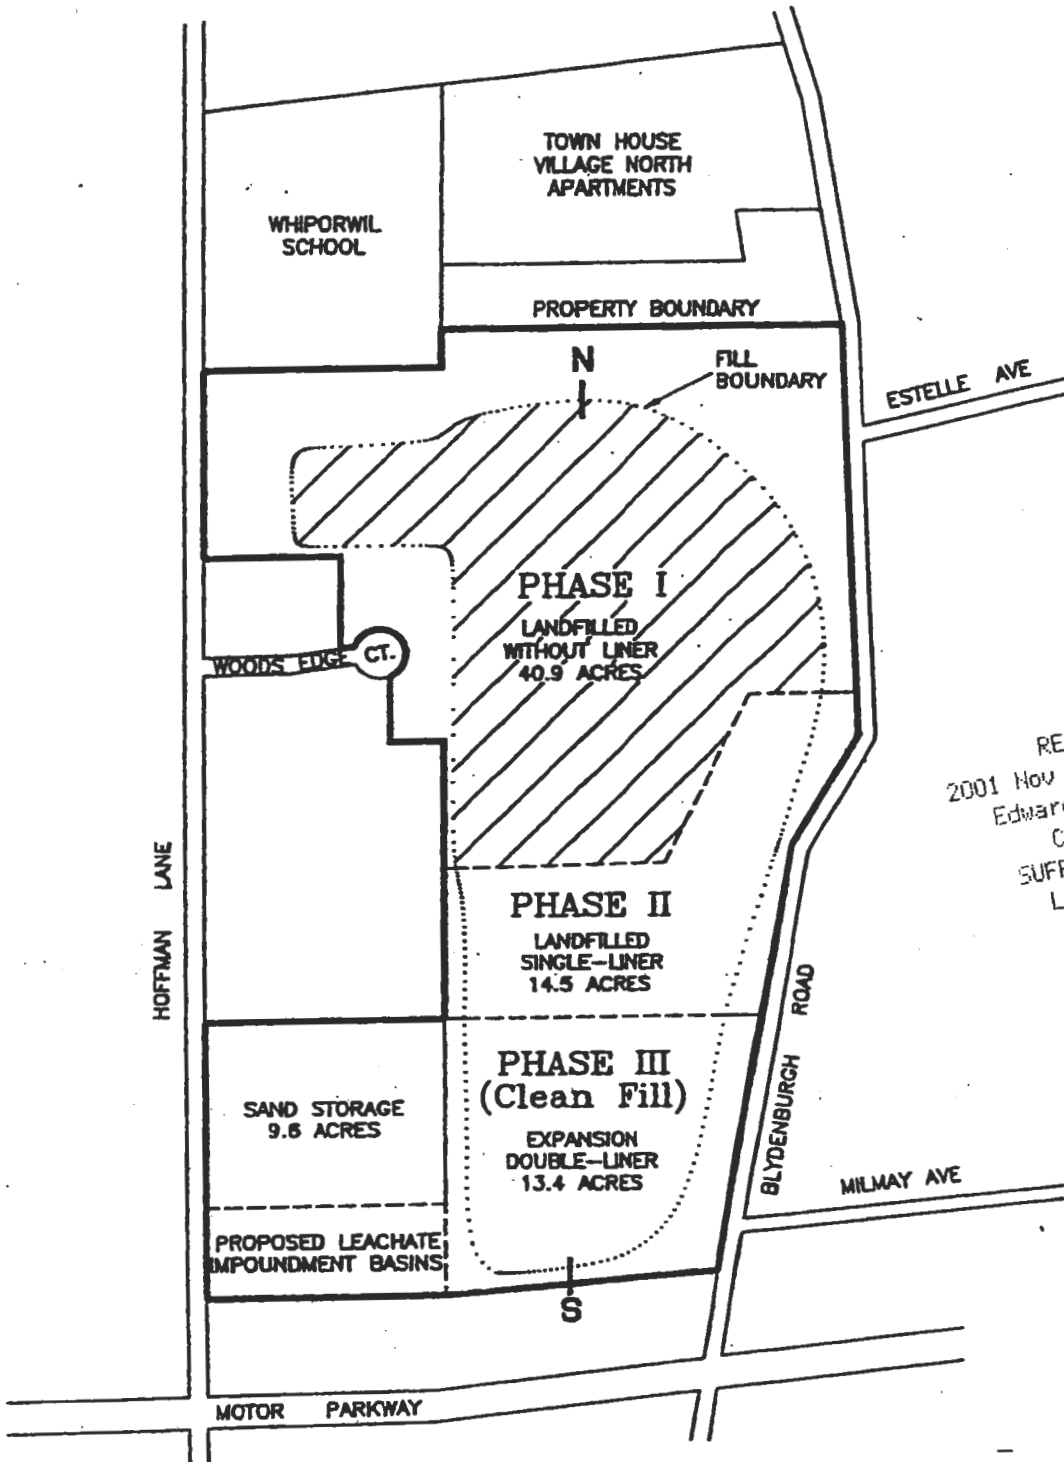 TOWN HOUSE
VILLAGE NORTH
APARTMENTS
WHIPORWIL
SCHOOL
PROPERTY BOUNDARY
N
FILL
BOUNDARY
ESTELLE AVE
PHASE I
LANDFILLED
WITHOUT LINER
40.9 ACRES
WOODS EDGE CT.
RE
2001 Nov
Edwar
C
SUFF
L
HOFFMAN LANE
PHASE II
LANDFILLED
SINGLE-LINER
14.5 ACRES
BLYDENBURGH ROAD
PHASE III
(Clean Fill)
EXPANSION
DOUBLE-LINER
13.4 ACRES
SAND STORAGE
9.6 ACRES
MILMAY AVE
PROPOSED LEACHATE
IMPOUNDMENT BASINS
S
MOTOR PARKWAY